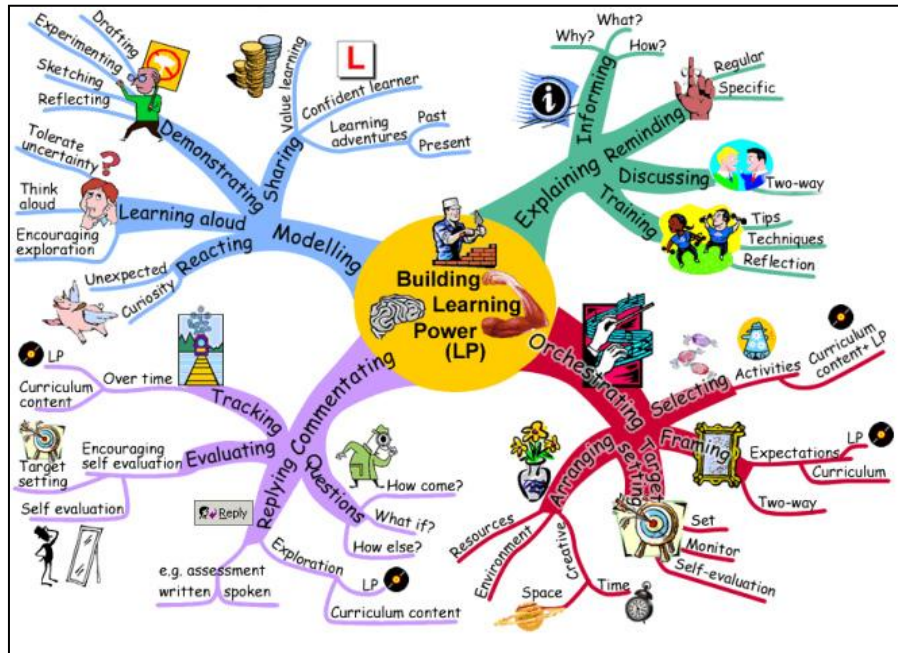 Building
Learning
Power
(LP)
Modelling
Demonstrating
Drafting
Experimenting
Sketching
Reflecting
Sharing
Value learning
L
Confident learner
Learning adventures
Past
Present
Learning aloud
Tolerate
uncertainty
?
Think
aloud
Encouraging
exploration
Reacting
Unexpected
Curiosity
Explaining
Informing
Why?
What?
How?
i
Reminding
Regular
Specific
Discussing
Two-way
Training
Tips
Techniques
Reflection
Orchestrating
Selecting
Activities
Curriculum
content+ LP
Framing
Expectations
LP
Curriculum
Two-way
Target
setting
Set
Monitor
Self-evaluation
Arranging
Resources
Environment
Creative
Space
Time
Commentating
Tracking
Over time
LP
Curriculum
content
Evaluating
Encouraging
self evaluation
Target
setting
Self evaluation
Replying
Reply
e.g. assessment
written
spoken
Exploration
LP
Curriculum content
Questions
How come?
What if?
How else?